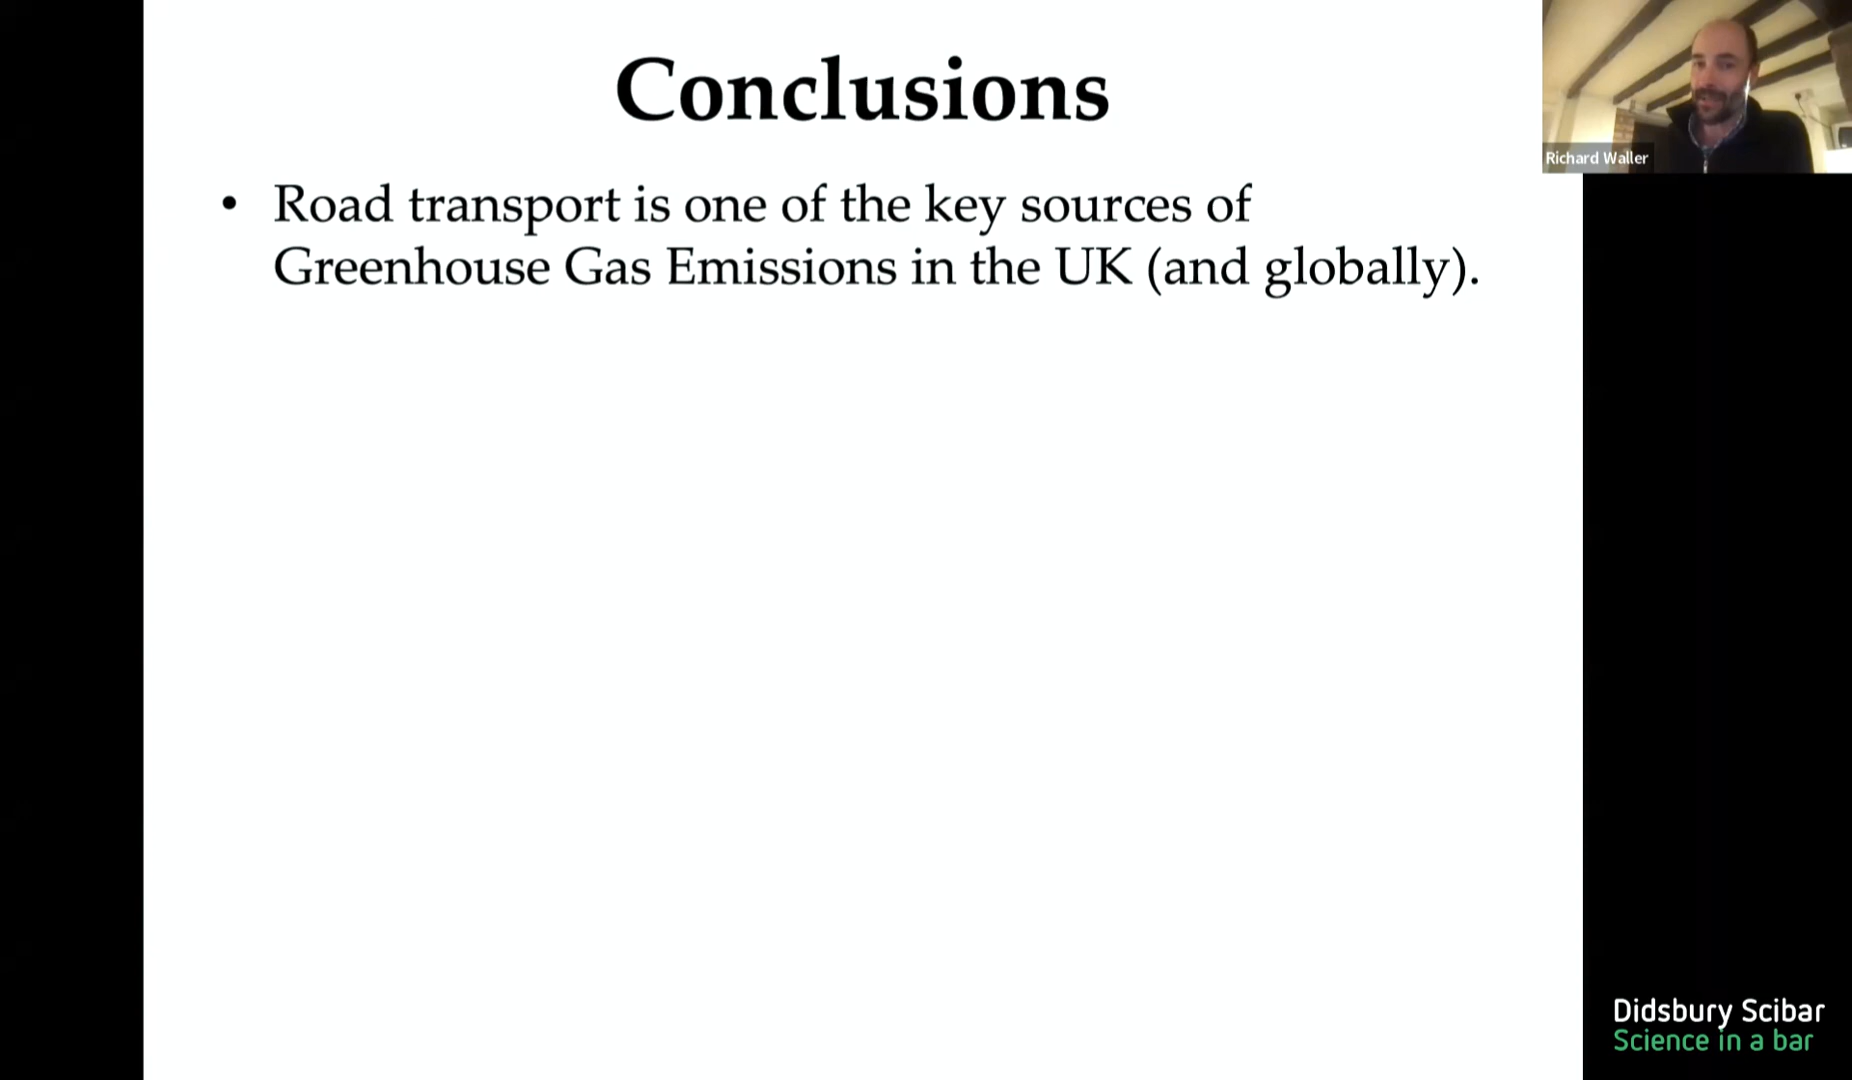 Conclusions
• Road transport is one of the key sources of
Greenhouse Gas Emissions in the UK (and globally).
Richard Waller
Didsbury Scibar
Science in a bar